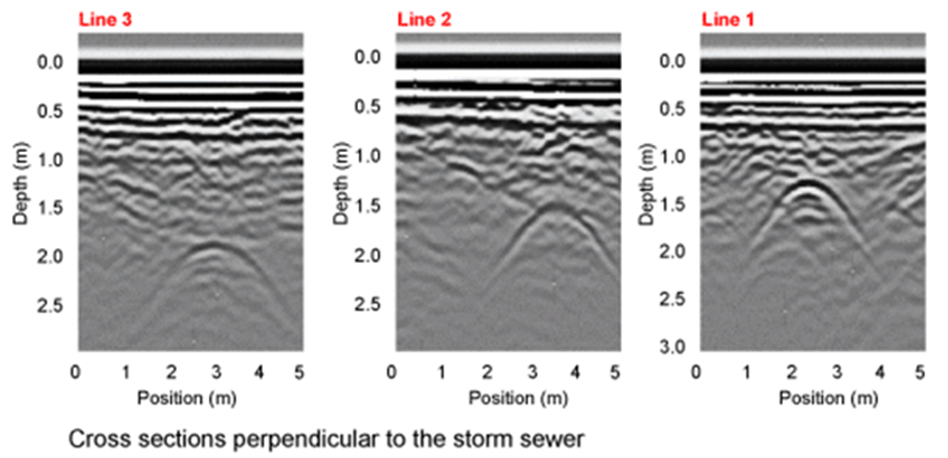 Line 3
Line 2
Line 1
0.0
0.5
1.0
1.5
2.0
2.5
Depth (m)
0 1 2 3 4 5
Position (m)
0.0
0.5
1.0
1.5
2.0
2.5
Depth (m)
0 1 2 3 4 5
Position (m)
0.0
0.5
1.0
1.5
2.0
2.5
3.0
Depth (m)
0 1 2 3 4 5
Position (m)
Cross sections perpendicular to the storm sewer